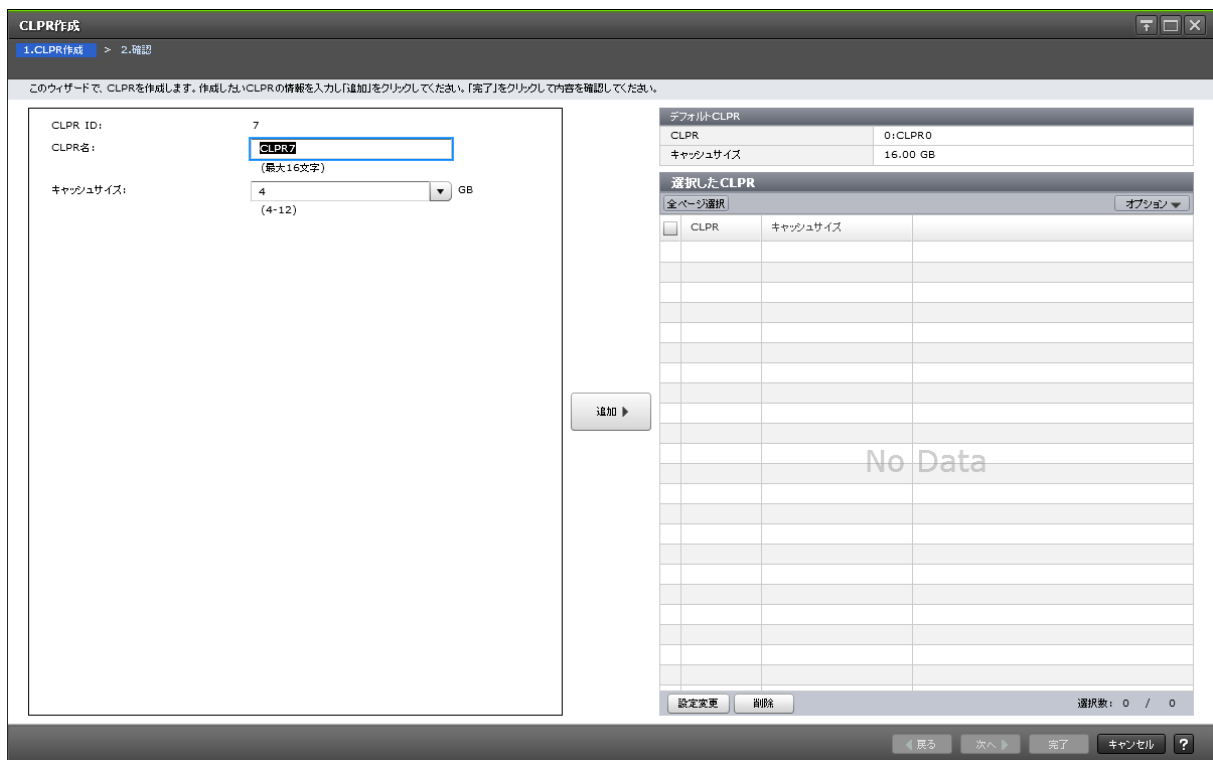 CLPR作成
1.CLPR作成 > 2.確認
このウィザードで、CLPRを作成します。作成したいCLPRの情報を入力し「追加」をクリックしてください。「完了」をクリックして内容を確認してください。
CLPR ID: 7
CLPR名: CLPR7
(最大16文字)
キャッシュサイズ: 4 GB
(4-12)
追加
デフォルトCLPR
CLPR 0:CLPR0
キャッシュサイズ 16.00 GB
選択したCLPR
全ページ選択 オプション
CLPR キャッシュサイズ
No Data
設定変更 削除 選択数: 0 / 0
戻る 次へ 完了 キャンセル ?